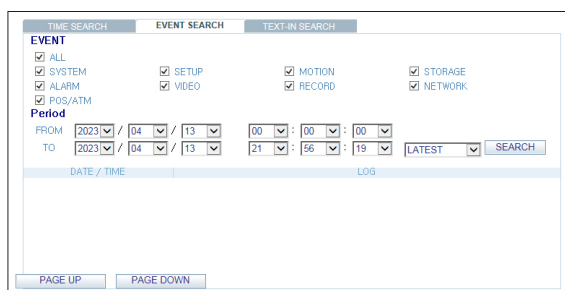 TIME SEARCH EVENT SEARCH TEXT-IN SEARCH
EVENT
ALL
SYSTEM SETUP MOTION STORAGE
ALARM VIDEO RECORD NETWORK
POS/ATM
Period
FROM 2023 / 04 / 13 00 : 00 : 00
TO 2023 / 04 / 13 21 : 56 : 19 LATEST SEARCH
DATE / TIME LOG
PAGE UP PAGE DOWN